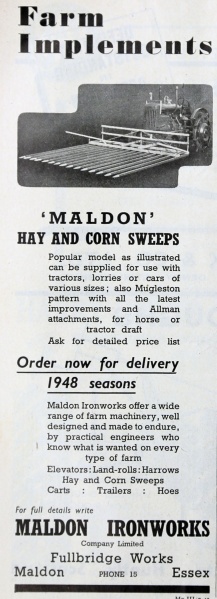 Farm
Implements
'MALDON'
HAY AND CORN SWEEPS
Popular model as illustrated
can be supplied for use with
tractors, lorries or cars of
various sizes; also Mugleston
pattern with all the latest
improvements and Allman
attachments, for horse or
tractor draft
Ask for detailed price list
Order now for delivery
1948 seasons
Maldon Ironworks offer a wide
range of farm machinery, well
designed and made to endure,
by practical engineers who
know what is wanted on every
type of farm
Elevators: Land-rolls: Harrows
Hay and Corn Sweeps
Carts : Trailers : Hoes
For full details write
MALDON IRONWORKS
Company Limited
Fullbridge Works
Maldon PHONE 15 Essex